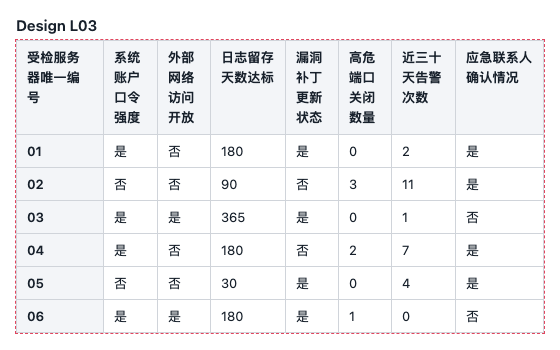 Design L03
受检服务器唯一编号 系统账户口令强度 外部网络访问开放 日志留存天数达标 漏洞补丁更新状态 高危端口关闭数量 近三十天告警次数 应急联系人确认情况
01 是 否 180 是 0 2 是
02 否 否 90 否 3 11 是
03 是 是 365 是 0 1 否
04 是 否 180 否 2 7 是
05 否 否 30 是 0 4 是
06 是 是 180 是 1 0 否